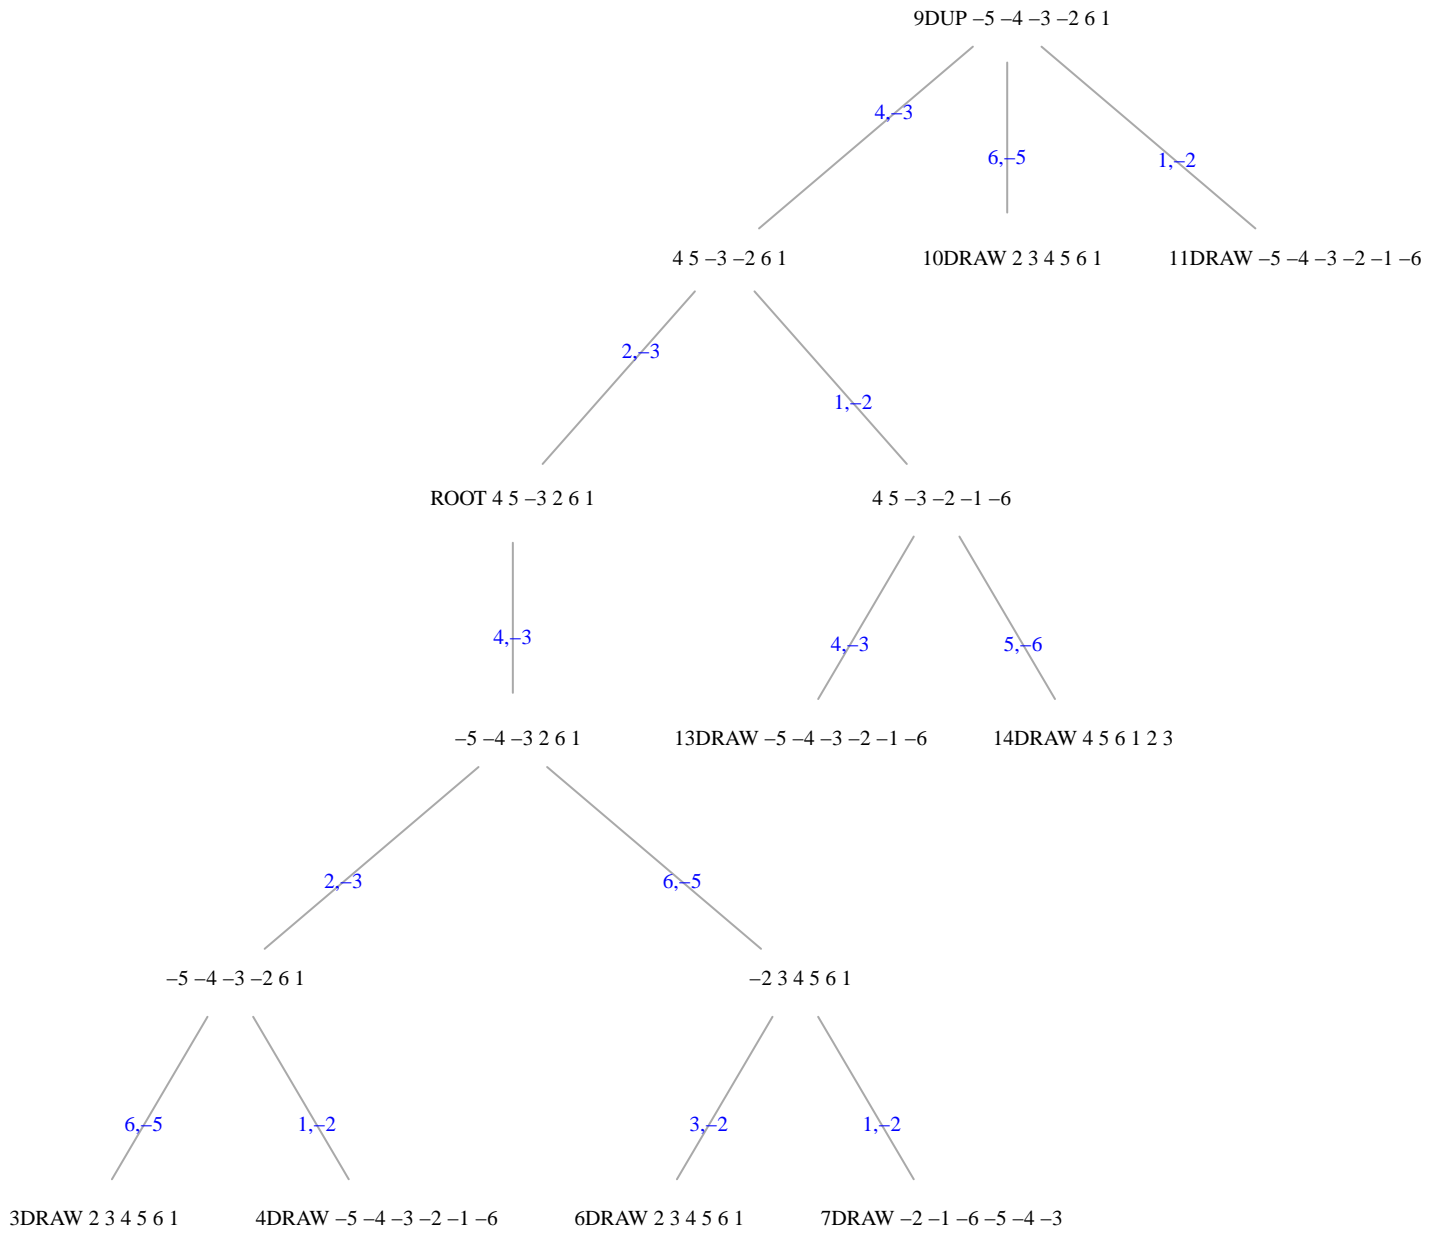 9DUP –5 –4 –3 –2 6 1
4,–3
6,–5
1,–2
4 5 –3 –2 6 1
10DRAW 2 3 4 5 6 1
11DRAW –5 –4 –3 –2 –1 –6
2,–3
1,–2
ROOT 4 5 –3 2 6 1
4 5 –3 –2 –1 –6
4,–3
4,–3
5,–6
–5 –4 –3 2 6 1
13DRAW –5 –4 –3 –2 –1 –6
14DRAW 4 5 6 1 2 3
2,–3
6,–5
–5 –4 –3 –2 6 1
–2 3 4 5 6 1
6,–5
1,–2
3,–2
1,–2
3DRAW 2 3 4 5 6 1
4DRAW –5 –4 –3 –2 –1 –6
6DRAW 2 3 4 5 6 1
7DRAW –2 –1 –6 –5 –4 –3